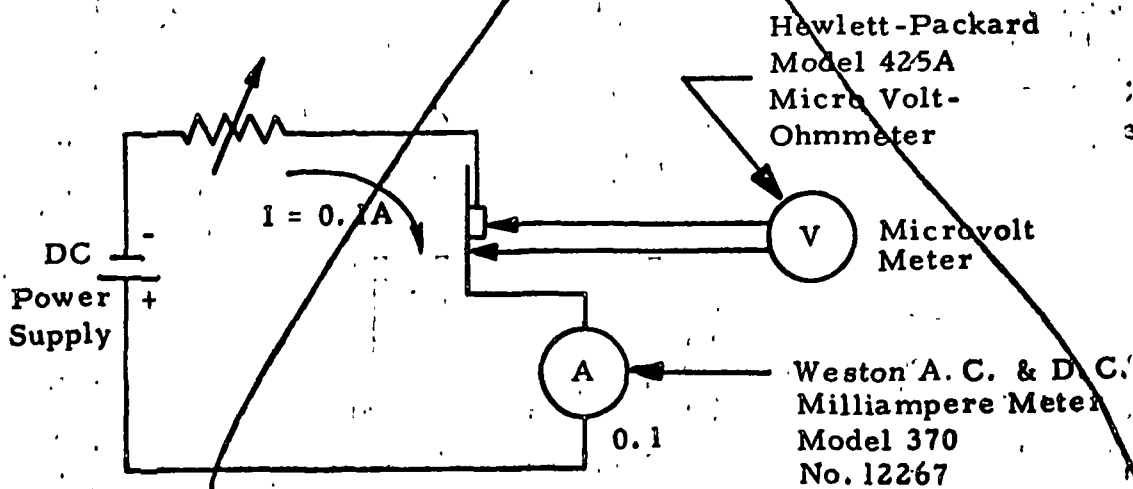 Hewlett-Packard
Model 425A
Micro Volt-
Ohmmeter
I = 0.1A
DC
Power
Supply
-
+
V
Microvolt
Meter
A
0.1
Weston A. C. & D. C.
Milliampere Meter
Model 370
No. 12267